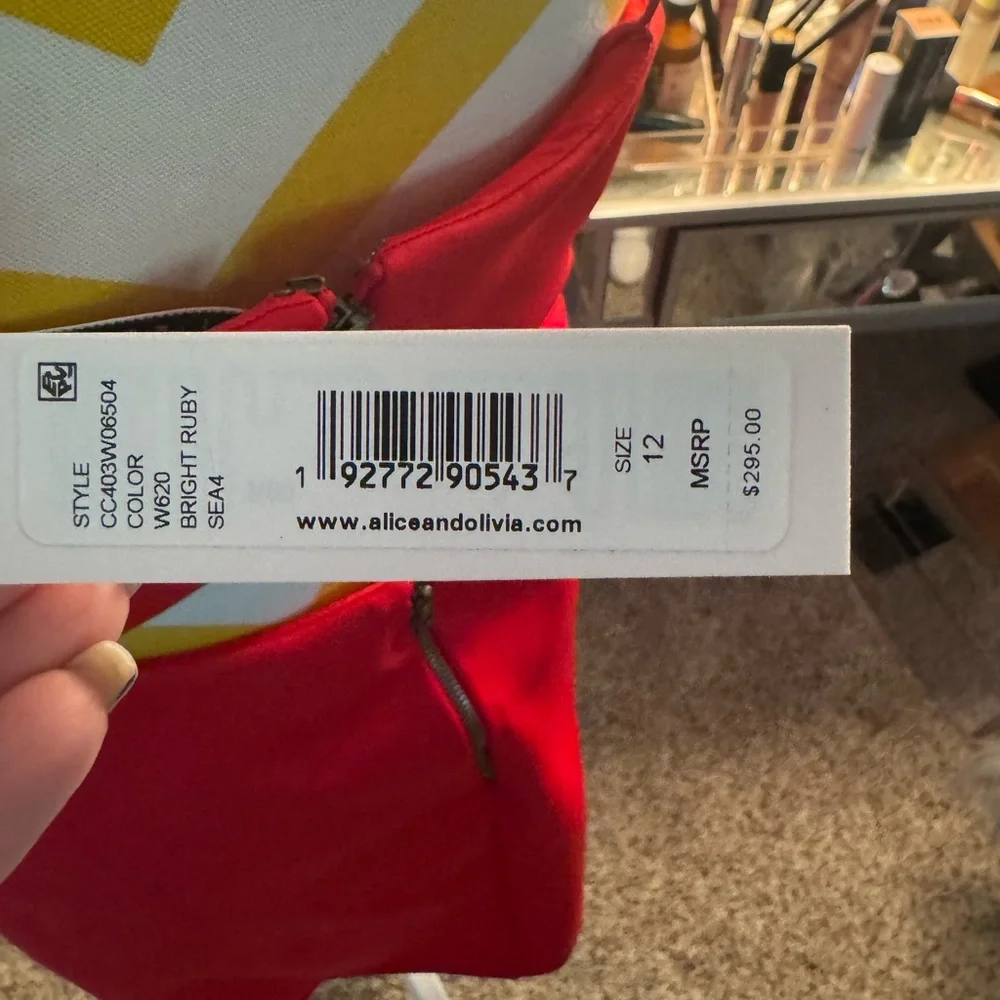 STYLE
CC403W06504
COLOR
W620
BRIGHT RUBY
SEA4
1 92772 90543 7
www.aliceandolivia.com
SIZE
12
MSRP
$295.00